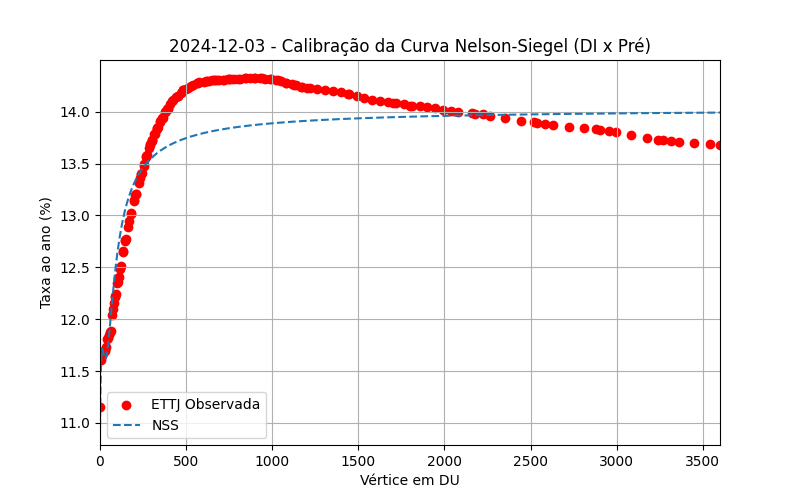 2024-12-03 - Calibração da Curva Nelson-Siegel (DI x Pré)
Taxa ao ano (%)
14.0
13.5
13.0
12.5
12.0
11.5
11.0
ETTJ Observada
NSS
0 500 1000 1500 2000 2500 3000 3500
Vértice em DU